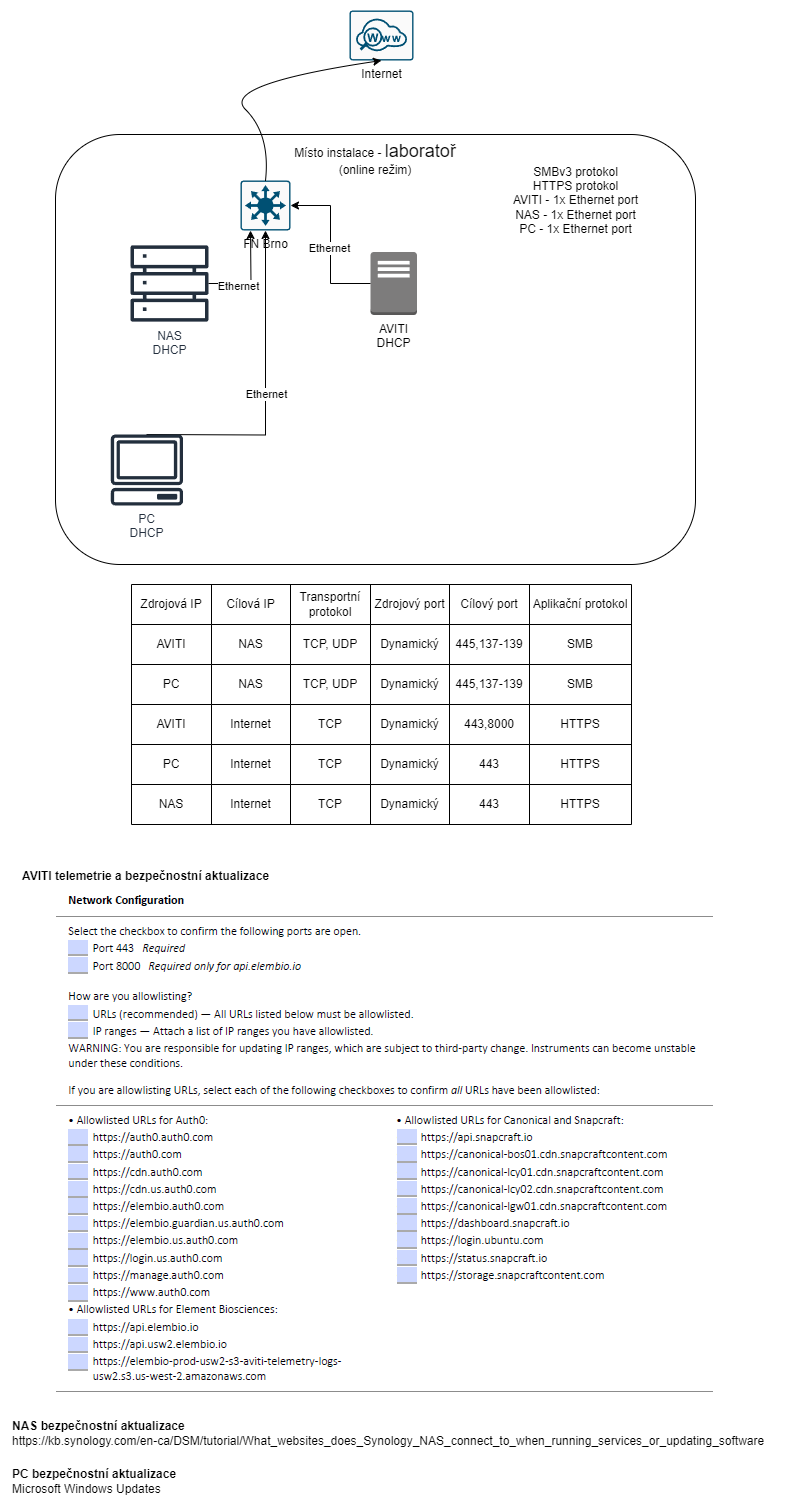 Www
Internet
Místo instalace - laboratoř
(online režim)
SMBv3 protokol
HTTPS protokol
AVITI - 1x Ethernet port
NAS - 1x Ethernet port
PC - 1x Ethernet port
FN Brno
Ethernet
Ethernet
NAS
DHCP
AVITI
DHCP
Ethernet
PC
DHCP
Zdrojová IP Cílová IP Transportní protokol Zdrojový port Cílový port Aplikační protokol
AVITI NAS TCP, UDP Dynamický 445,137-139 SMB
PC NAS TCP, UDP Dynamický 445,137-139 SMB
AVITI Internet TCP Dynamický 443,8000 HTTPS
PC Internet TCP Dynamický 443 HTTPS
NAS Internet TCP Dynamický 443 HTTPS
AVITI telemetrie a bezpečnostní aktualizace
Network Configuration
Select the checkbox to confirm the following ports are open.
Port 443 Required
Port 8000 Required only for api.elembio.io
How are you allowlisting?
URLs (recommended) — All URLs listed below must be allowlisted.
IP ranges — Attach a list of IP ranges you have allowlisted.
WARNING: You are responsible for updating IP ranges, which are subject to third-party change. Instruments can become unstable
under these conditions.
If you are allowlisting URLs, select each of the following checkboxes to confirm all URLs have been allowlisted:
• Allowlisted URLs for Auth0:
https://auth0.auth0.com
https://auth0.com
https://cdn.auth0.com
https://cdn.us.auth0.com
https://elembio.auth0.com
https://elembio.guardian.us.auth0.com
https://elembio.us.auth0.com
https://login.us.auth0.com
https://manage.auth0.com
https://www.auth0.com
• Allowlisted URLs for Element Biosciences:
https://api.elembio.io
https://api.usw2.elembio.io
https://elembio-prod-usw2-s3-aviti-telemetry-logs-
usw2.s3.us-west-2.amazonaws.com
• Allowlisted URLs for Canonical and Snapcraft:
https://api.snapcraft.io
https://canonical-bos01.cdn.snapcraftcontent.com
https://canonical-lcy01.cdn.snapcraftcontent.com
https://canonical-lcy02.cdn.snapcraftcontent.com
https://canonical-lgw01.cdn.snapcraftcontent.com
https://dashboard.snapcraft.io
https://login.ubuntu.com
https://status.snapcraft.io
https://storage.snapcraftcontent.com
NAS bezpečnostní aktualizace
https://kb.synology.com/en-ca/DSM/tutorial/What_websites_does_Synology_NAS_connect_to_when_running_services_or_updating_software
PC bezpečnostní aktualizace
Microsoft Windows Updates